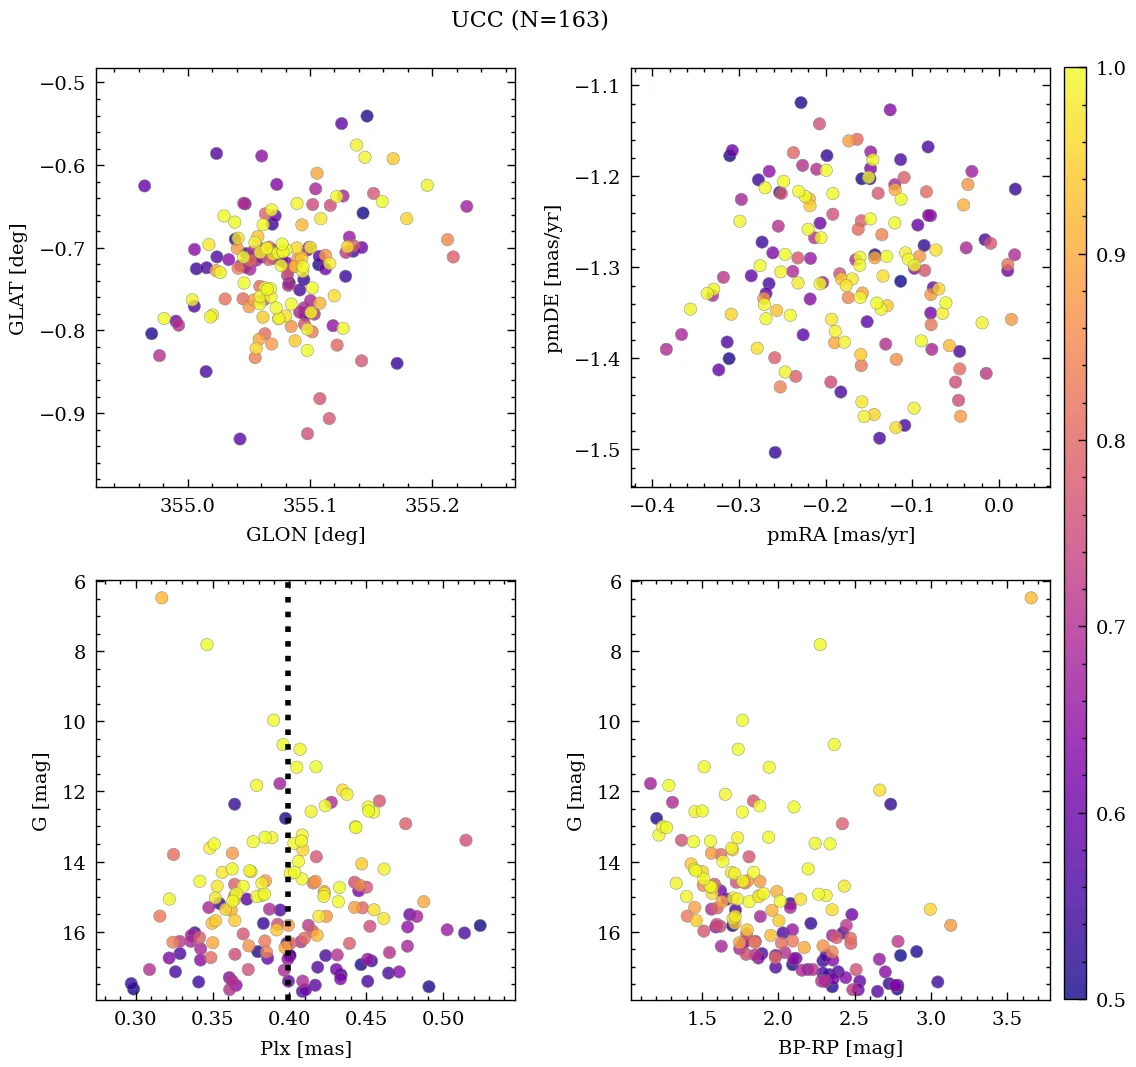 UCC (N=163)
−0.5
−0.6
−0.7
−0.8
−0.9
GLAT [deg]
355.0 355.1 355.2
GLON [deg]
−1.1
−1.2
−1.3
−1.4
−1.5
pmDE [mas/yr]
−0.4 −0.3 −0.2 −0.1 0.0
pmRA [mas/yr]
6
8
10
12
14
16
G [mag]
0.30 0.35 0.40 0.45 0.50
Plx [mas]
6
8
10
12
14
16
G [mag]
1.5 2.0 2.5 3.0 3.5
BP-RP [mag]
1.0
0.9
0.8
0.7
0.6
0.5